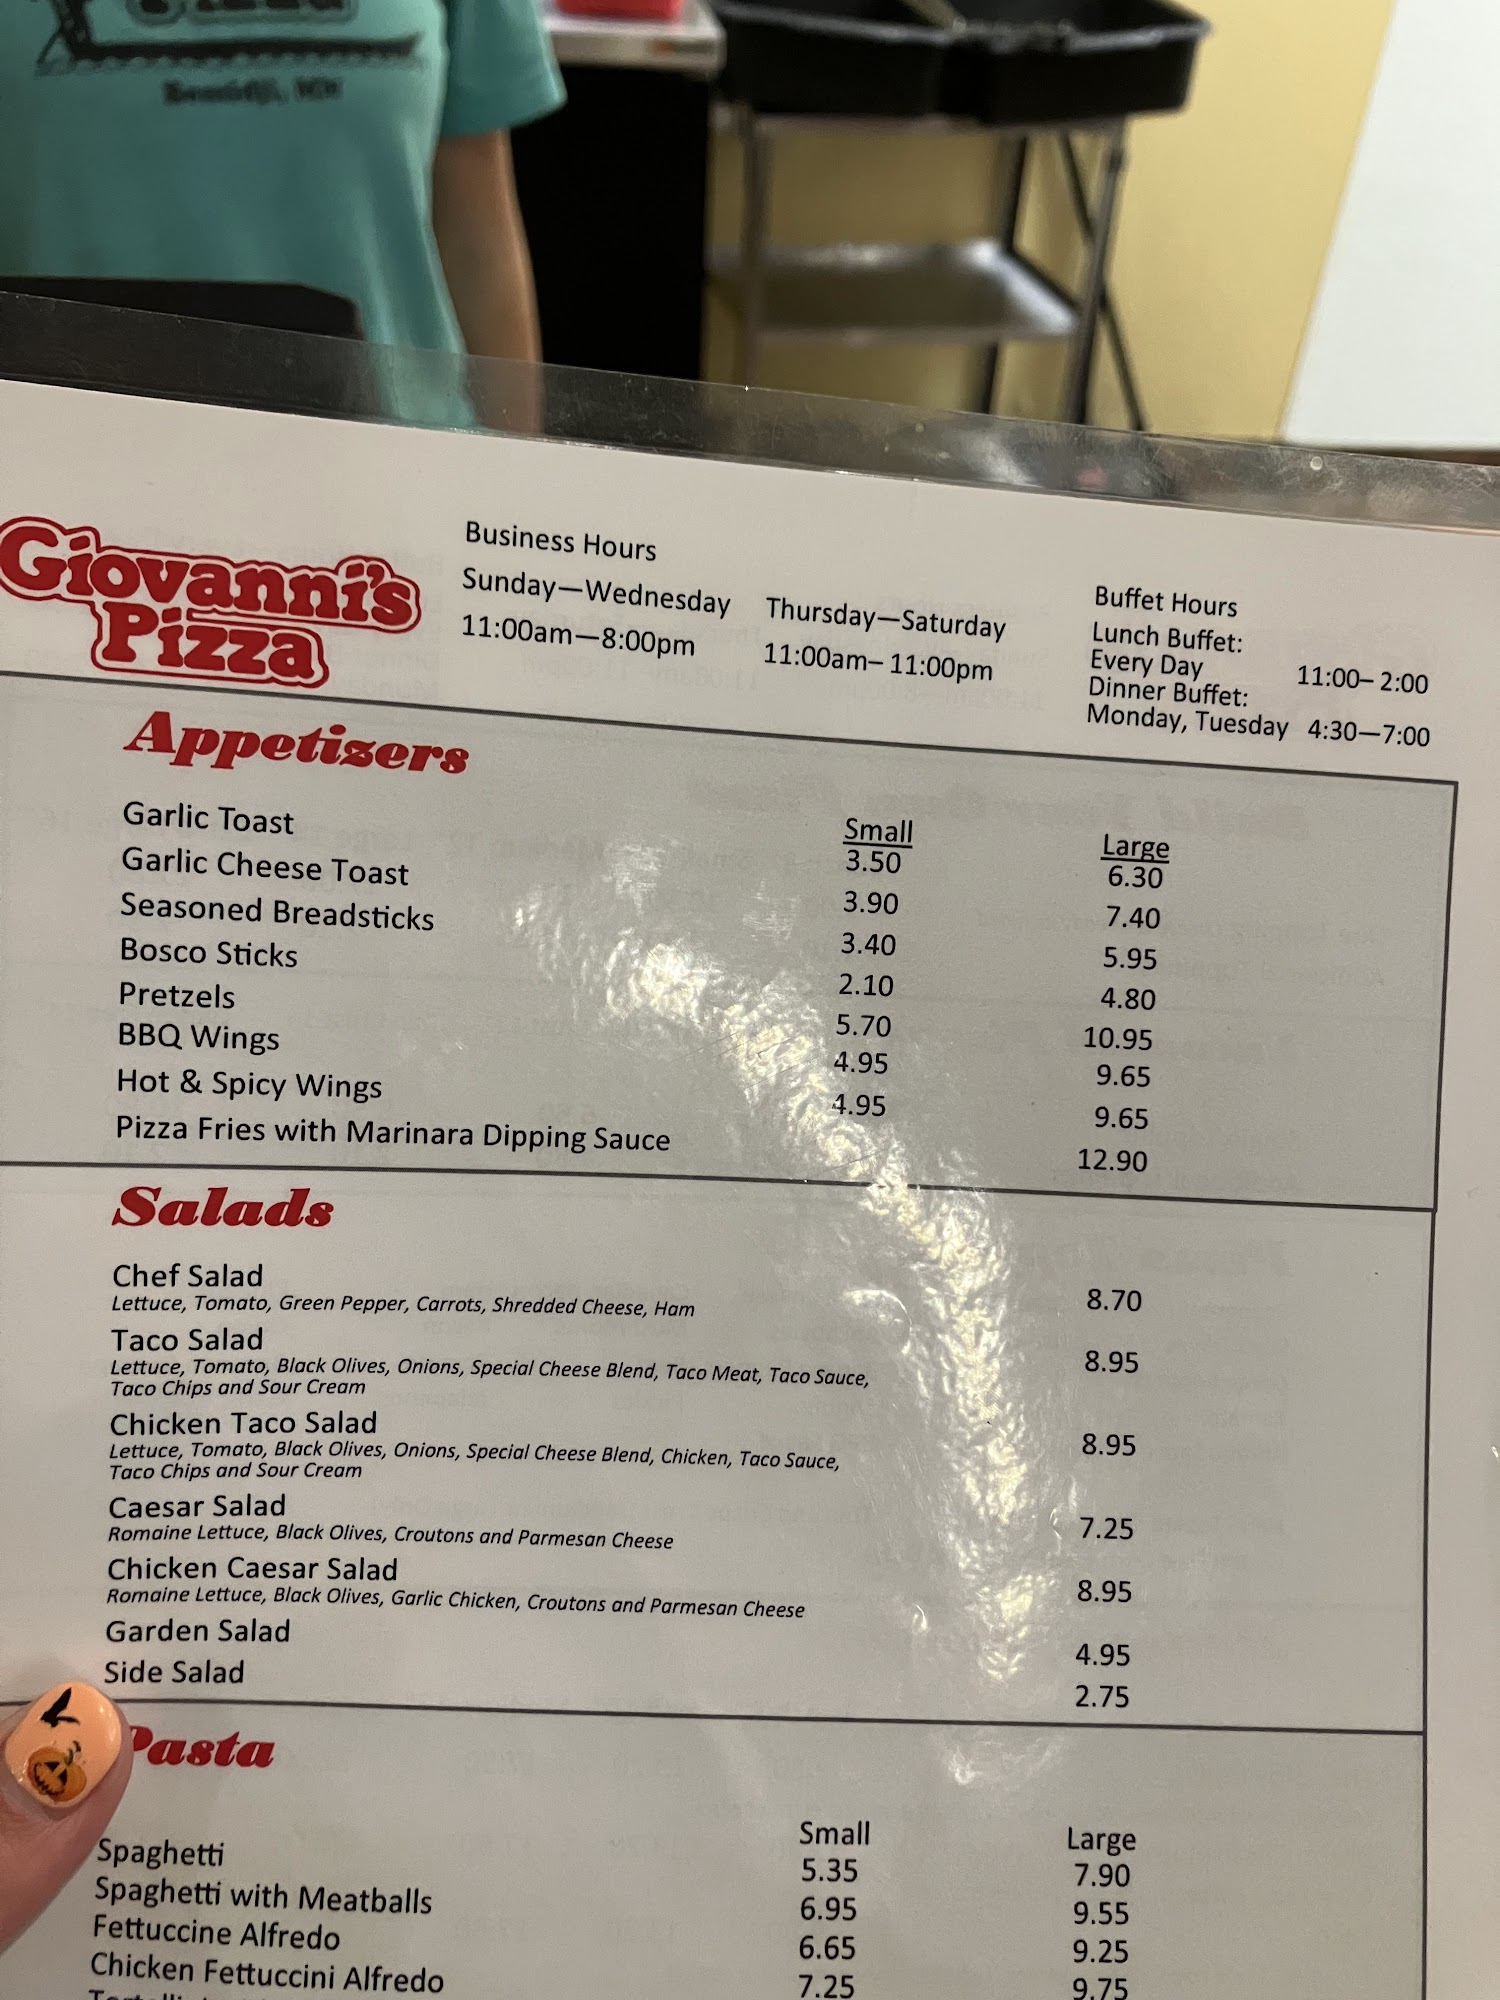 Giovanni's
Pizza
Business Hours
Sunday—Wednesday
11:00am—8:00pm
Thursday—Saturday
11:00am– 11:00pm
Buffet Hours
Lunch Buffet:
Every Day 11:00– 2:00
Dinner Buffet:
Monday, Tuesday 4:30—7:00
Appetizers
Small Large
Garlic Toast 3.50 6.30
Garlic Cheese Toast 3.90 7.40
Seasoned Breadsticks 3.40 5.95
Bosco Sticks 2.10 4.80
Pretzels 5.70 10.95
BBQ Wings 4.95 9.65
Hot & Spicy Wings 4.95 9.65
Pizza Fries with Marinara Dipping Sauce 12.90
Salads
Chef Salad 8.70
Lettuce, Tomato, Green Pepper, Carrots, Shredded Cheese, Ham
Taco Salad 8.95
Lettuce, Tomato, Black Olives, Onions, Special Cheese Blend, Taco Meat, Taco Sauce,
Taco Chips and Sour Cream
Chicken Taco Salad 8.95
Lettuce, Tomato, Black Olives, Onions, Special Cheese Blend, Chicken, Taco Sauce,
Taco Chips and Sour Cream
Caesar Salad 7.25
Romaine Lettuce, Black Olives, Croutons and Parmesan Cheese
Chicken Caesar Salad 8.95
Romaine Lettuce, Black Olives, Garlic Chicken, Croutons and Parmesan Cheese
Garden Salad 4.95
Side Salad 2.75
Pasta
Small Large
Spaghetti 5.35 7.90
Spaghetti with Meatballs 6.95 9.55
Fettuccine Alfredo 6.65 9.25
Chicken Fettuccini Alfredo 7.25 9.75